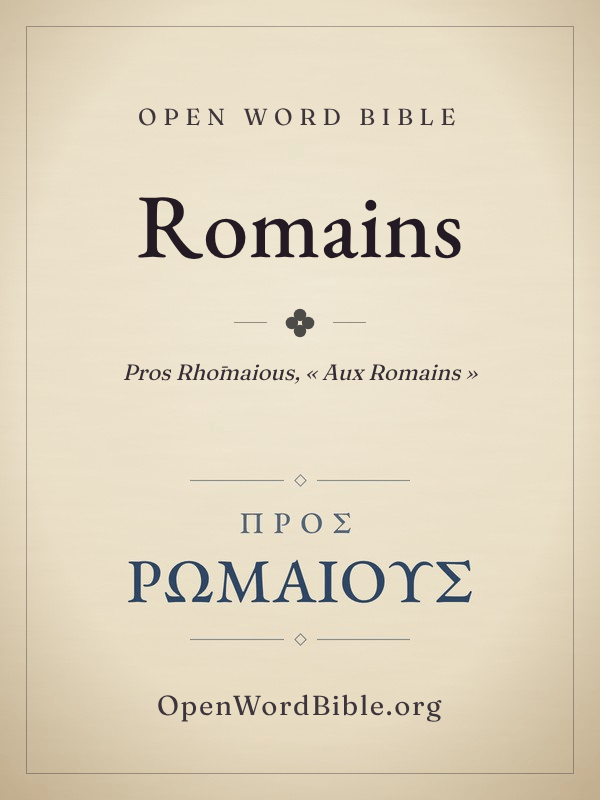 OPEN WORD BIBLE
Romains
Pros Rhōmaious, « Aux Romains »
ΠΡΟΣ
ΡΩΜΑΙΟΥΣ
OpenWordBible.org